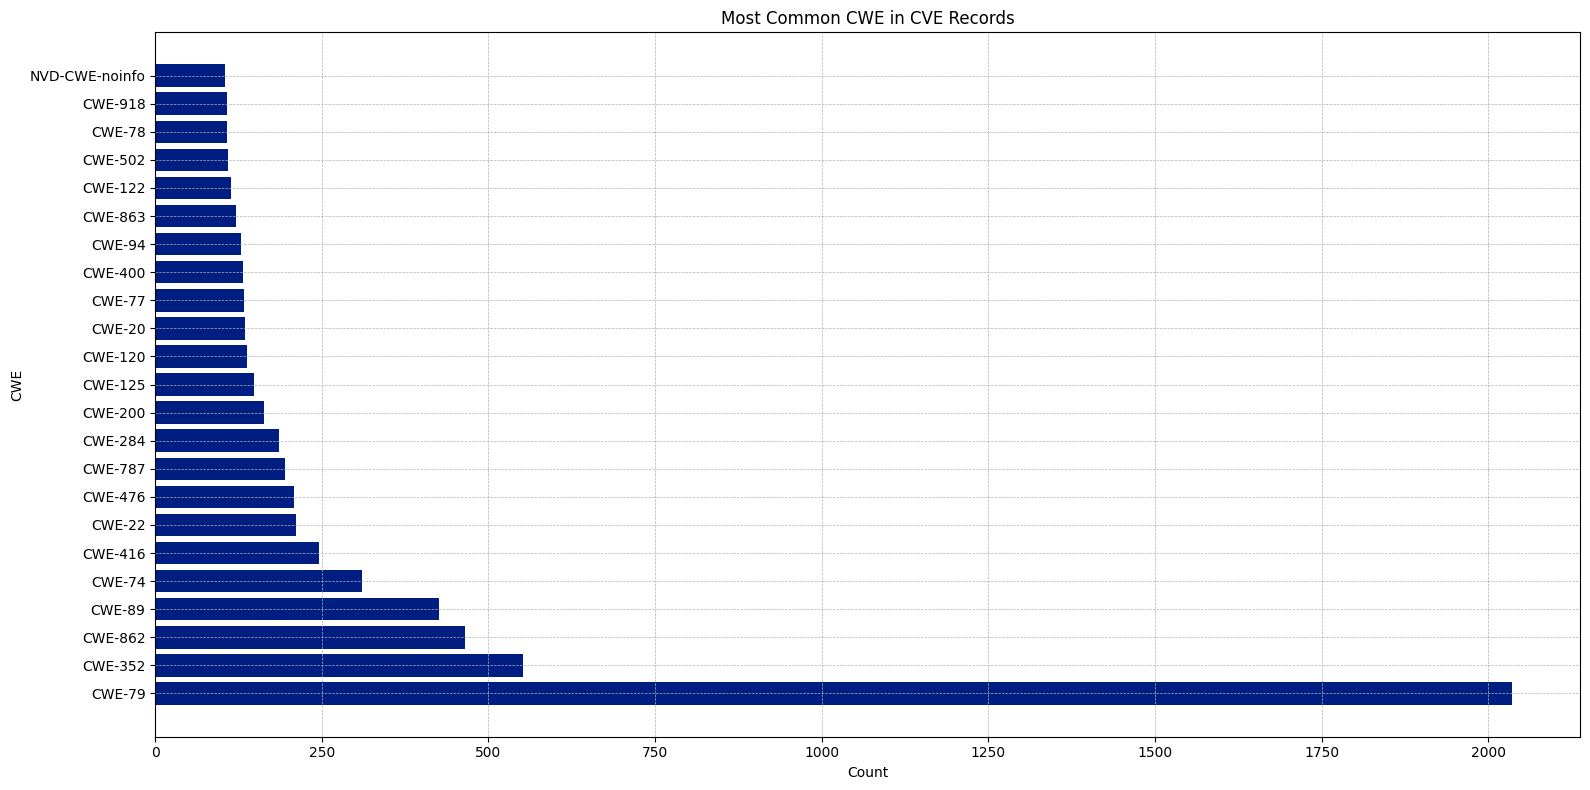 Most Common CWE in CVE Records
NVD-CWE-noinfo
CWE-918
CWE-78
CWE-502
CWE-122
CWE-863
CWE-94
CWE-400
CWE-77
CWE-20
CWE-120
CWE-125
CWE-200
CWE-284
CWE-787
CWE-476
CWE-22
CWE-416
CWE-74
CWE-89
CWE-862
CWE-352
CWE-79
CWE
0 250 500 750 1000 1250 1500 1750 2000
Count